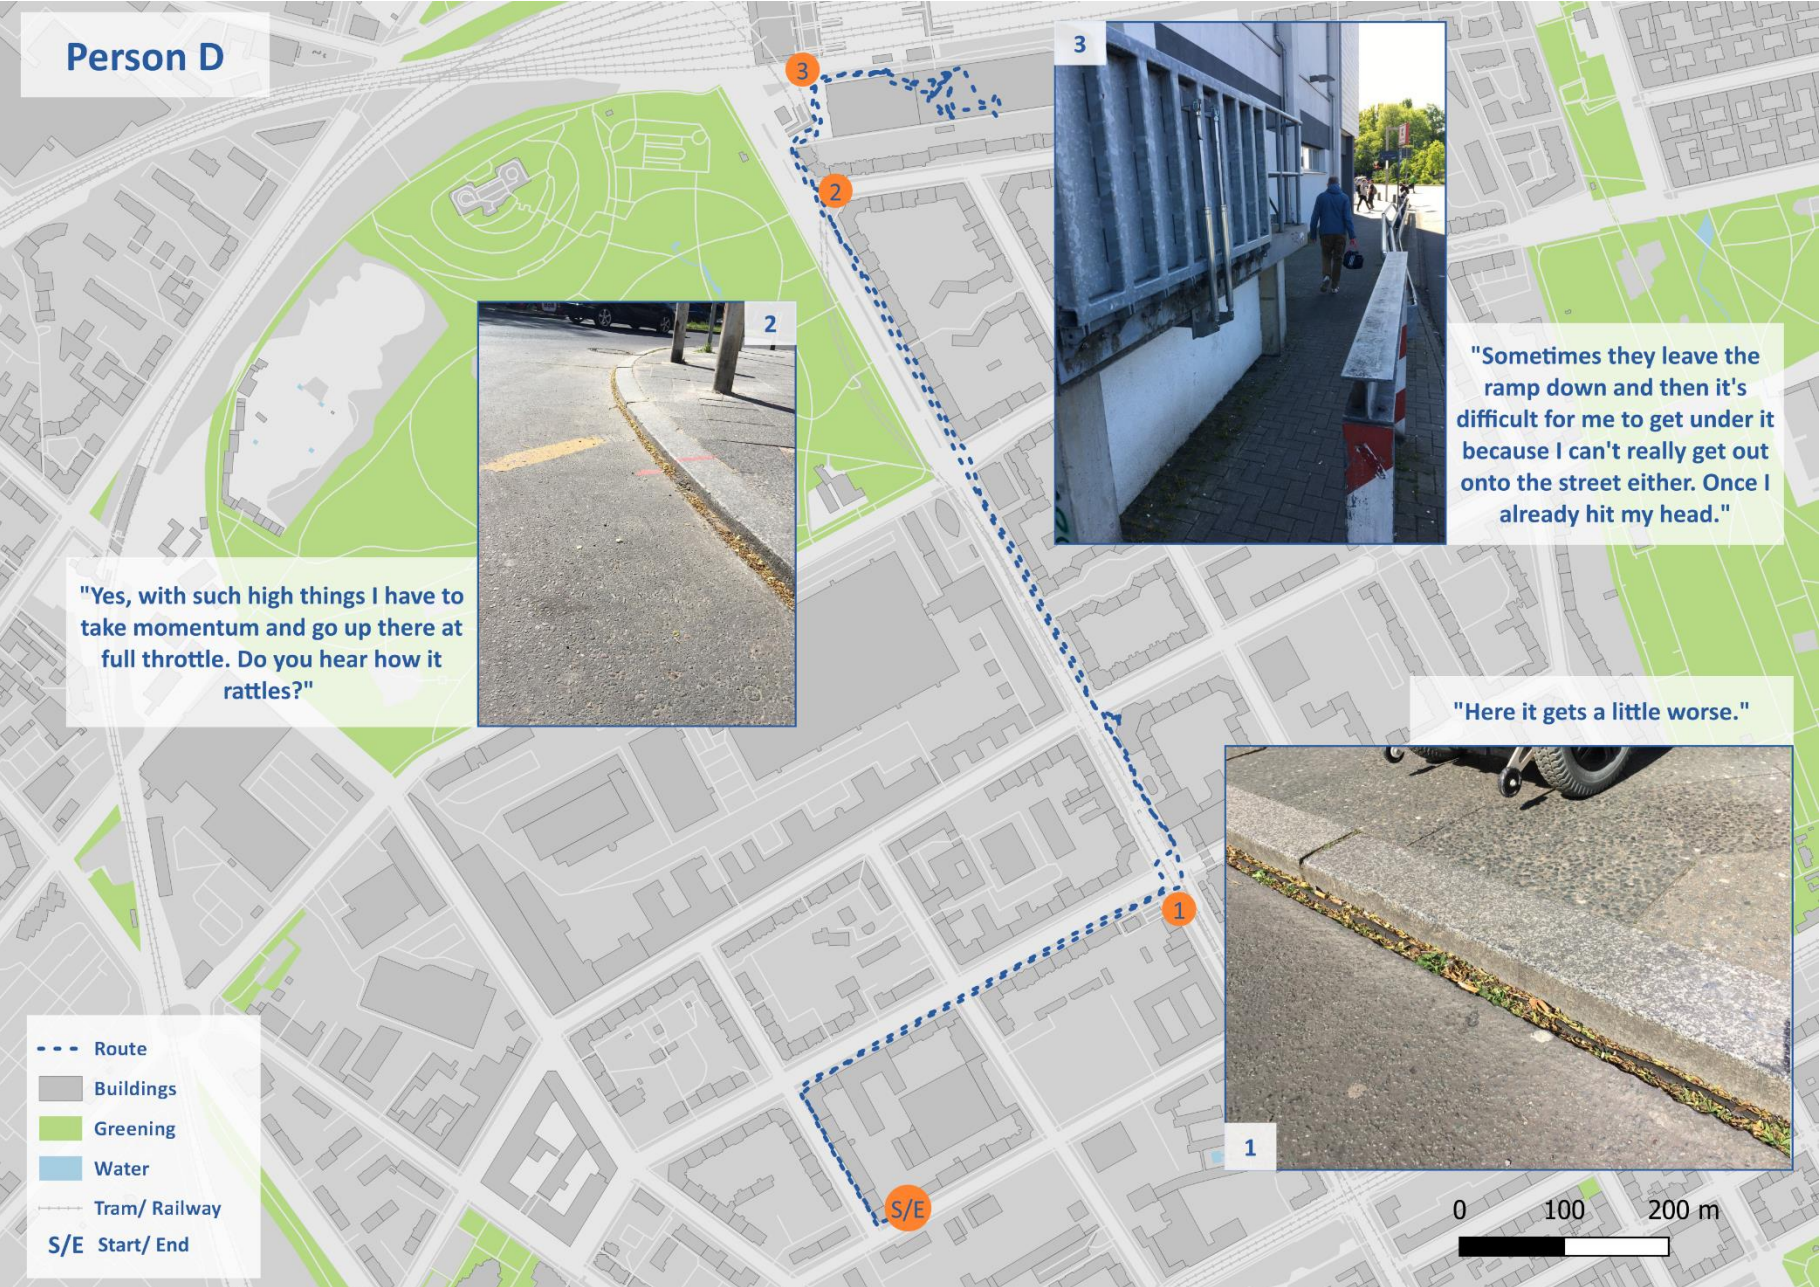 Person D
3
3
2
2
"Sometimes they leave the
ramp down and then it's
difficult for me to get under it
because I can't really get out
onto the street either. Once I
already hit my head."
"Yes, with such high things I have to
take momentum and go up there at
full throttle. Do you hear how it
rattles?"
"Here it gets a little worse."
1
1
S/E
Route
Buildings
Greening
Water
Tram/ Railway
S/E Start/ End
0 100 200 m